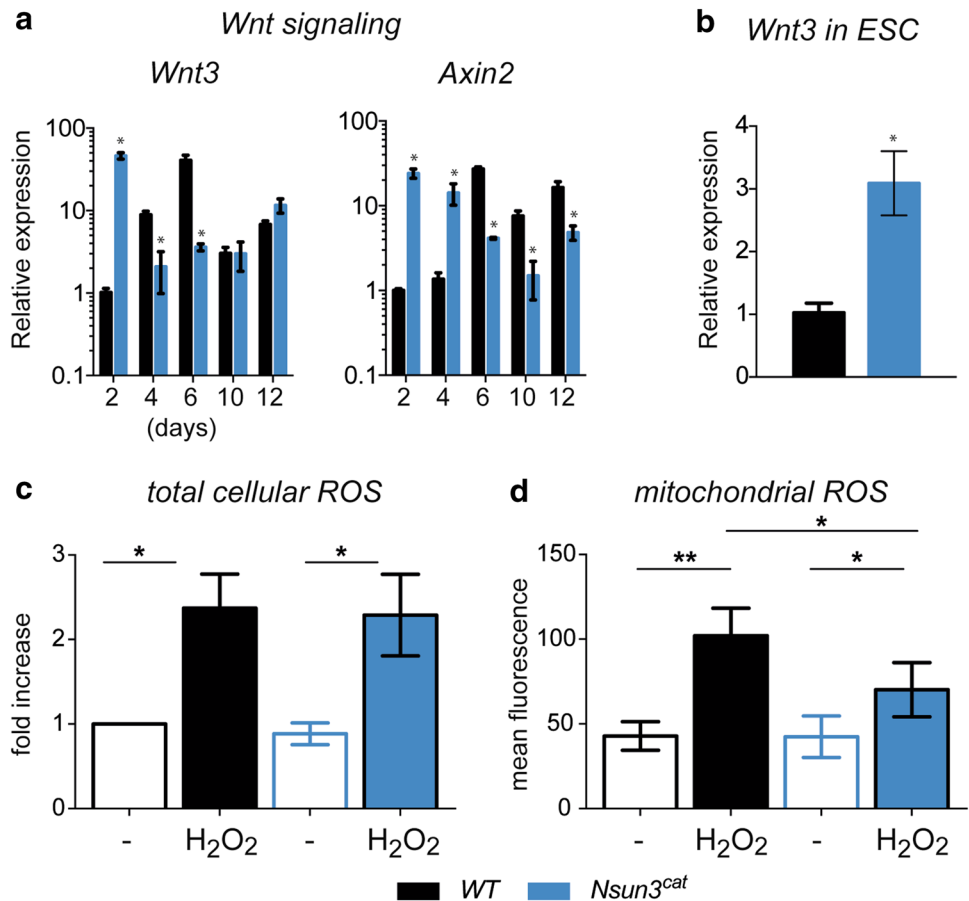 a
Wnt signaling
Wnt3
Axin2
Relative expression
100
10
1
0.1
* * *
2 4 6 10 12
(days)
100
10
1
0.1
* * * * *
2 4 6 10 12
b
Wnt3 in ESC
Relative expression
4
3
2
1
0
*
c
total cellular ROS
fold increase
3
2
1
0
* *
- H₂O₂ - H₂O₂
d
mitochondrial ROS
mean fluorescence
150
100
50
0
*
** *
- H₂O₂ - H₂O₂
WT Nsun3ᶜᵃᵗ